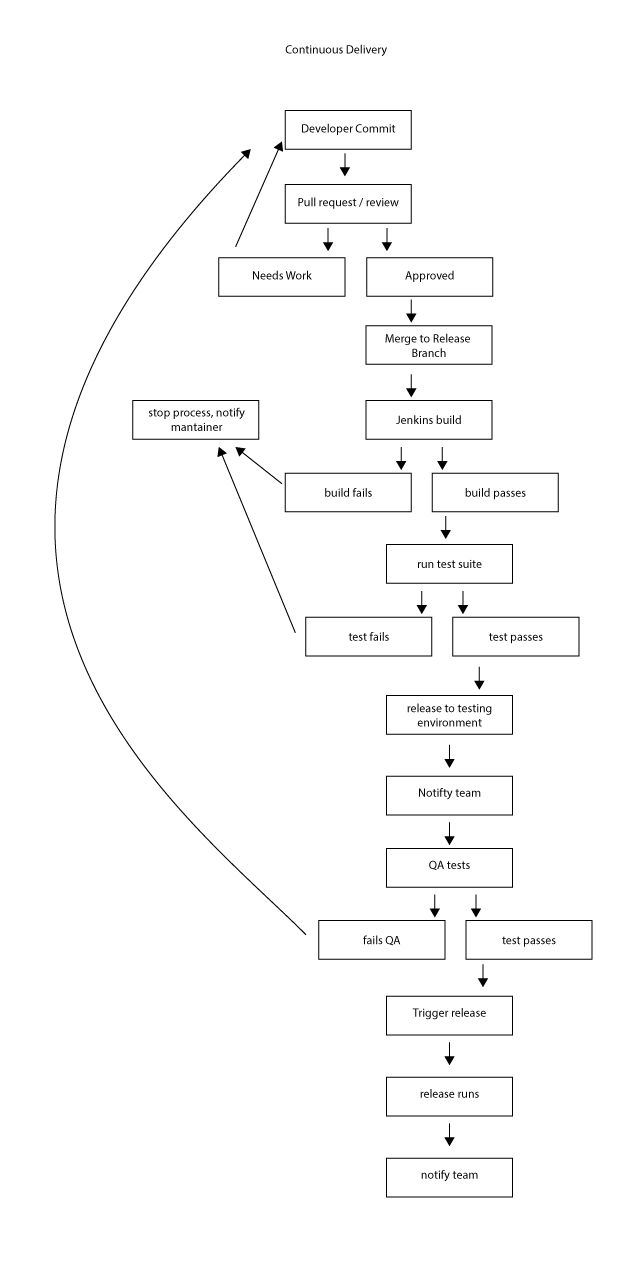 Continuous Delivery
Developer Commit
Pull request / review
Needs Work
Approved
Merge to Release
Branch
stop process, notify
mantainer
Jenkins build
build fails
build passes
run test suite
test fails
test passes
release to testing
environment
Notifty team
QA tests
fails QA
test passes
Trigger release
release runs
notify team